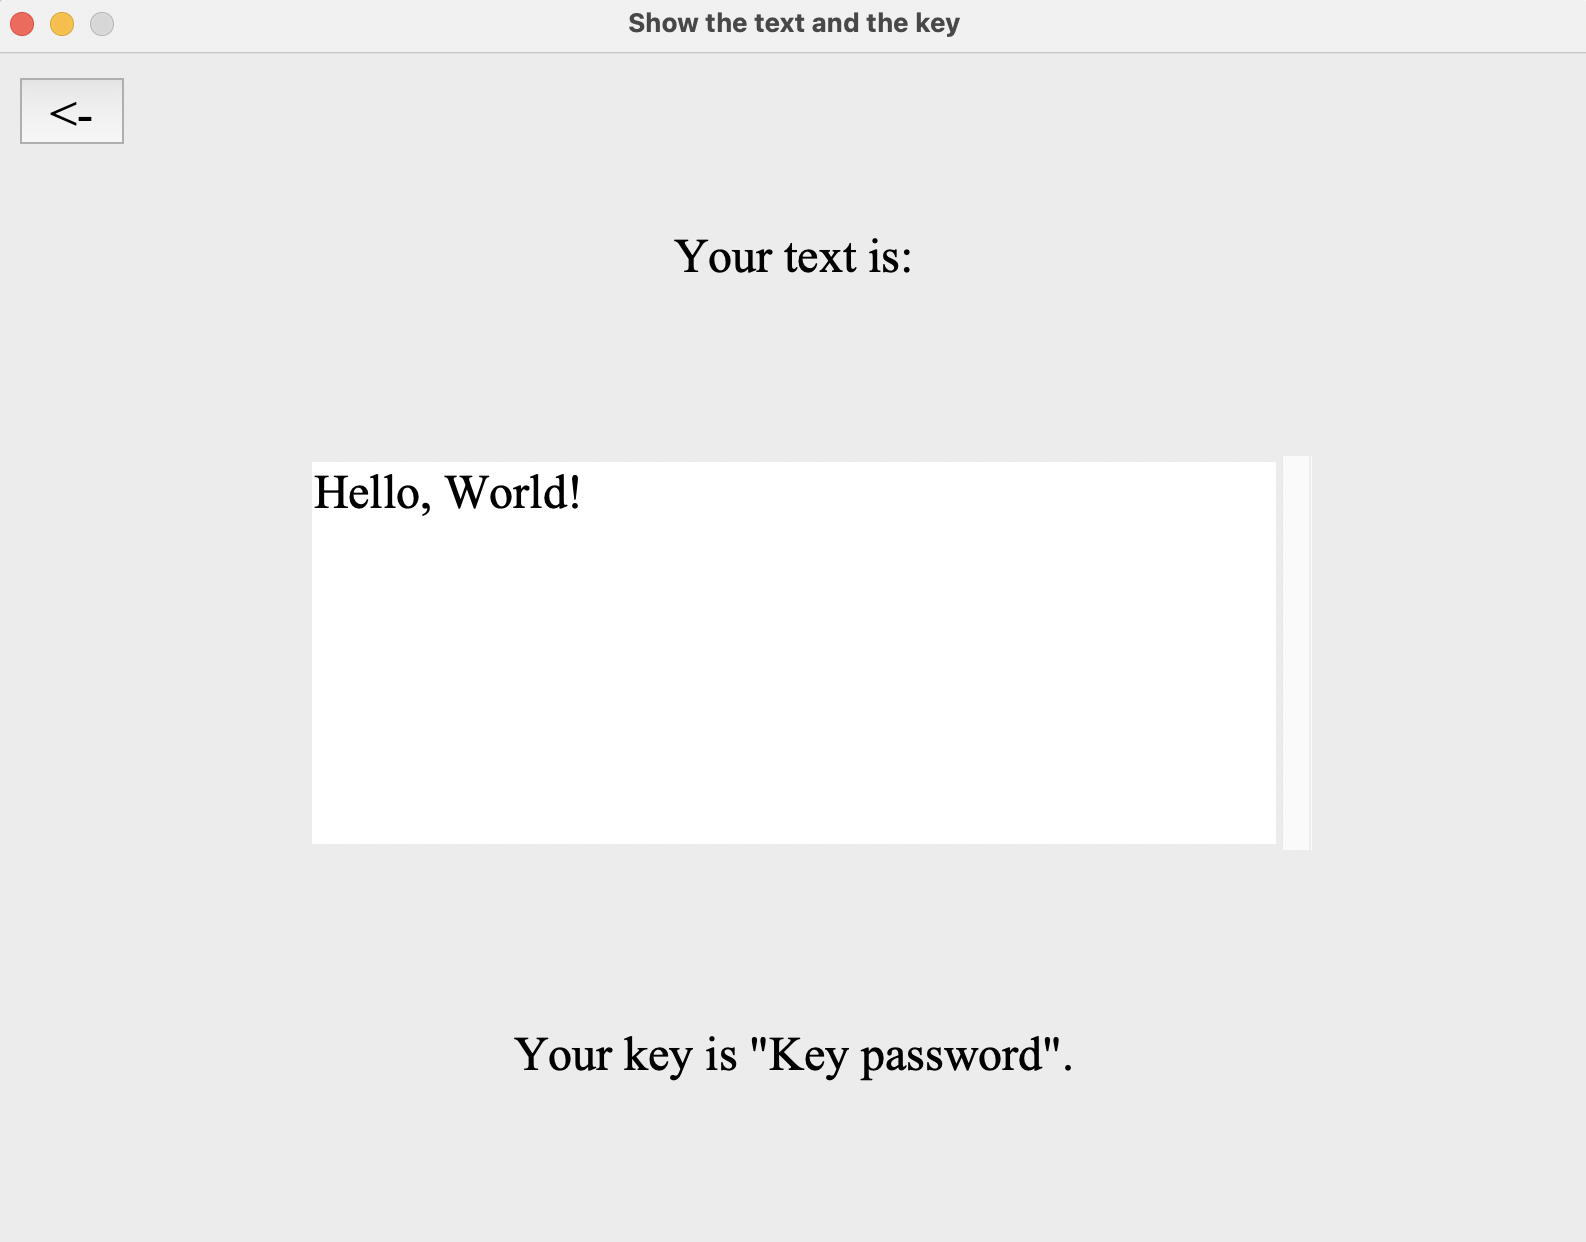 Show the text and the key
<-
Your text is:
Hello, World!
Your key is "Key password".